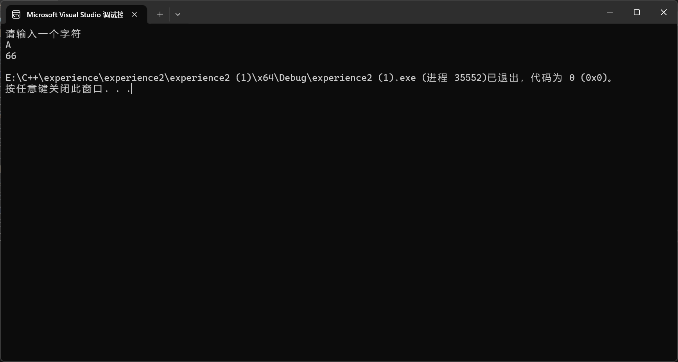 Microsoft Visual Studio 调试控
请输入一个字符
A
66
E:\C++\experience\experience2\experience2 (1)\x64\Debug\experience2 (1).exe (进程 35552)已退出，代码为 0 (0x0)。
按任意键关闭此窗口. . .